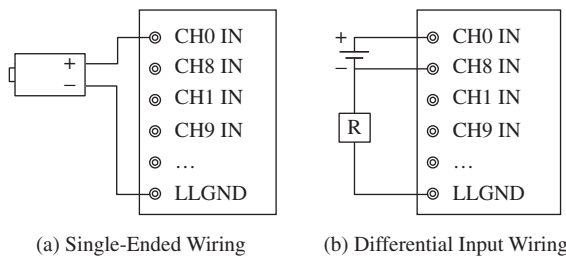 +
−
CH0 IN
CH8 IN
CH1 IN
CH9 IN
...
LLGND
(a) Single-Ended Wiring
+
−
R
CH0 IN
CH8 IN
CH1 IN
CH9 IN
...
LLGND
(b) Differential Input Wiring